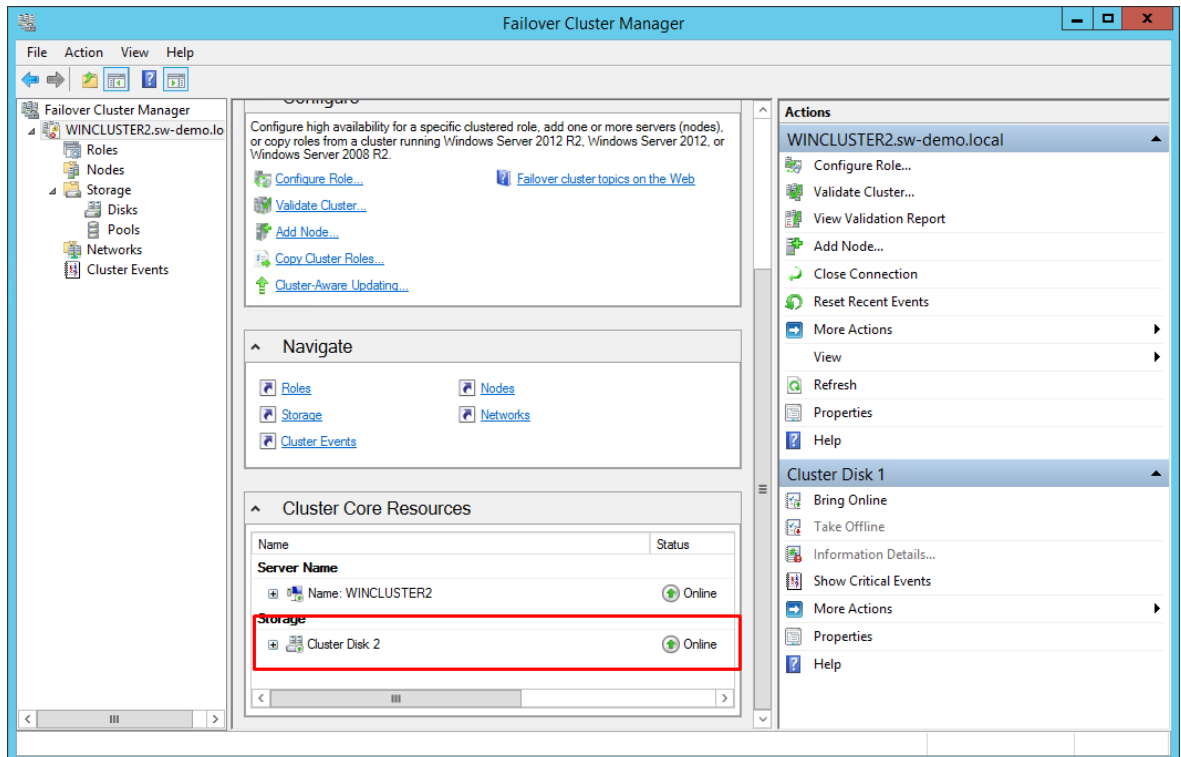 Failover Cluster Manager
File Action View Help
Failover Cluster Manager
WINCLUSTER2.sw-demo.lo
Roles
Nodes
Storage
Disks
Pools
Networks
Cluster Events
Configure
Configure high availability for a specific clustered role, add one or more servers (nodes),
or copy roles from a cluster running Windows Server 2012 R2, Windows Server 2012, or
Windows Server 2008 R2.
Configure Role...
Failover cluster topics on the Web
Validate Cluster...
Add Node...
Copy Cluster Roles...
Cluster-Aware Updating...
Navigate
Roles
Nodes
Storage
Networks
Cluster Events
Cluster Core Resources
Name Status
Server Name
Name: WINCLUSTER2 Online
Storage
Cluster Disk 2 Online
Actions
WINCLUSTER2.sw-demo.local
Configure Role...
Validate Cluster...
View Validation Report
Add Node...
Close Connection
Reset Recent Events
More Actions
View
Refresh
Properties
Help
Cluster Disk 1
Bring Online
Take Offline
Information Details...
Show Critical Events
More Actions
Properties
Help